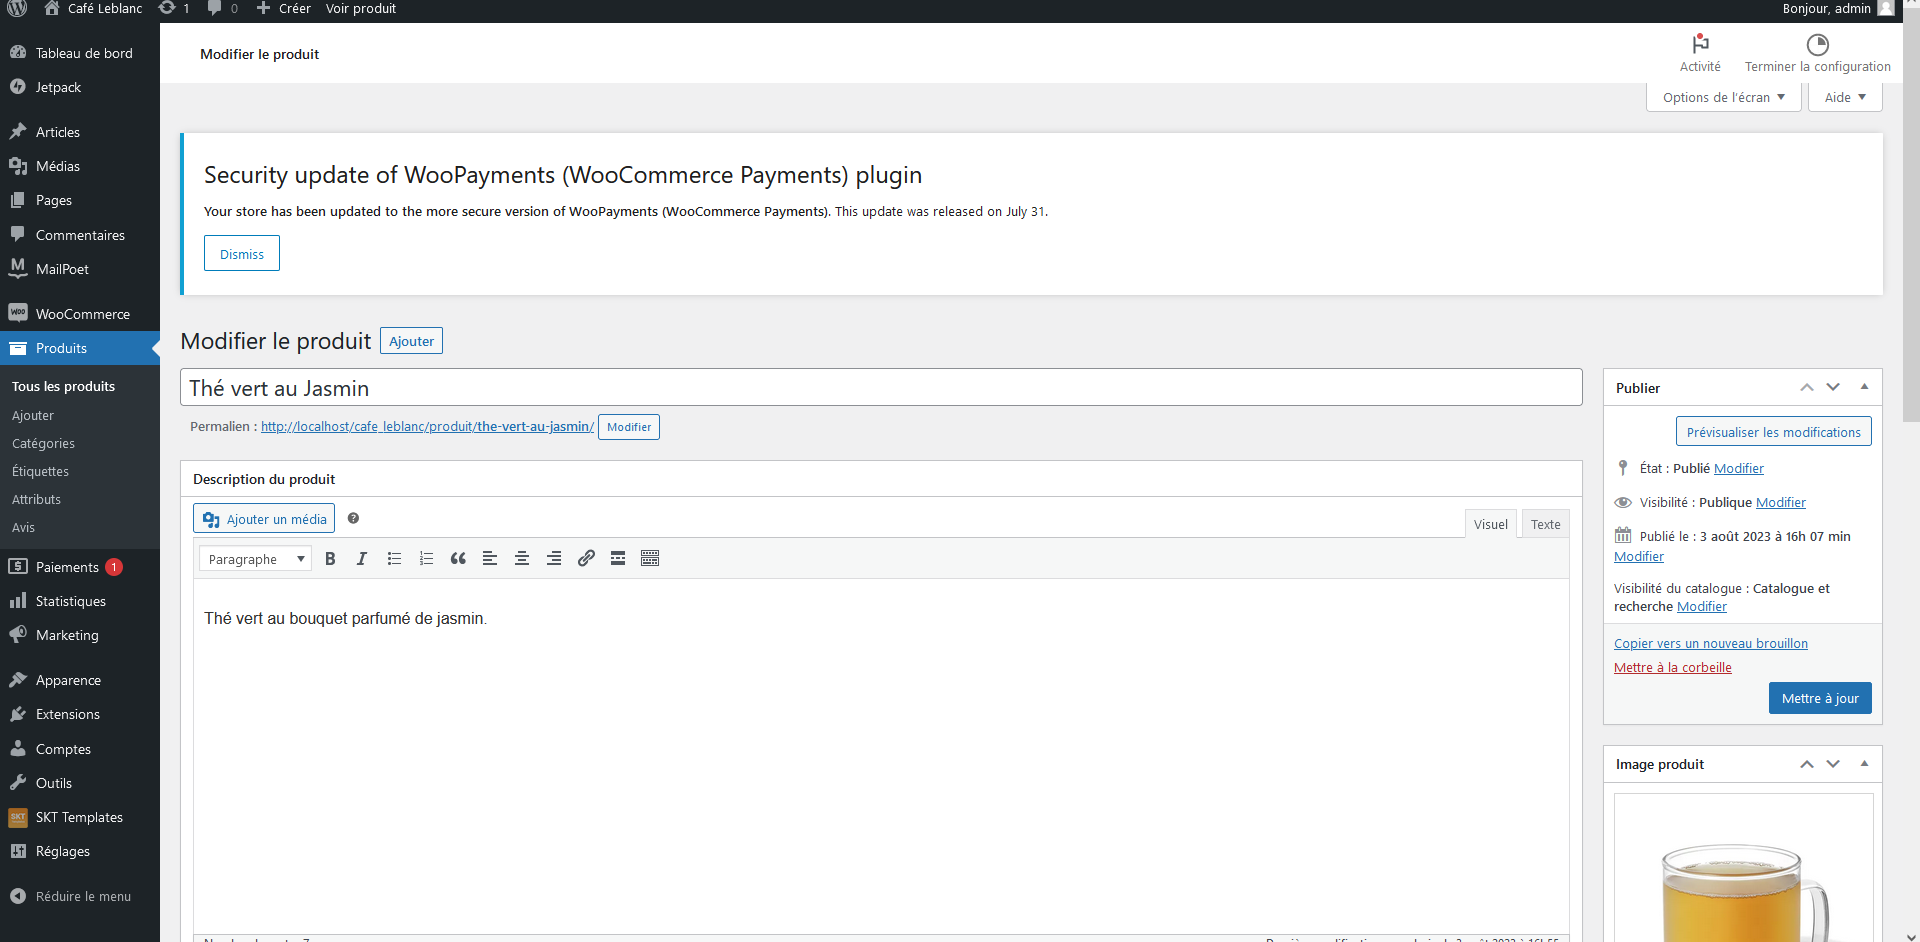 Café Leblanc 1 0 Créer Voir produit Bonjour, admin
Tableau de bord
Jetpack
Articles
Médias
Pages
Commentaires
MailPoet
WooCommerce
Produits
Tous les produits
Ajouter
Catégories
Étiquettes
Attributs
Avis
Paiements 1
Statistiques
Marketing
Apparence
Extensions
Comptes
Outils
SKT SKT Templates
Réglages
Réduire le menu
Modifier le produit
Activité
Terminer la configuration
Options de l'écran
Aide
Security update of WooPayments (WooCommerce Payments) plugin
Your store has been updated to the more secure version of WooPayments (WooCommerce Payments). This update was released on July 31.
Dismiss
Modifier le produit Ajouter
Thé vert au Jasmin
Permalien : http://localhost/cafe_leblanc/produit/the-vert-au-jasmin/ Modifier
Description du produit
Ajouter un média
Visuel Texte
Paragraphe
Thé vert au bouquet parfumé de jasmin.
Publier
Prévisualiser les modifications
État : Publié Modifier
Visibilité : Publique Modifier
Publié le : 3 août 2023 à 16h 07 min
Modifier
Visibilité du catalogue : Catalogue et
recherche Modifier
Copier vers un nouveau brouillon
Mettre à la corbeille
Mettre à jour
Image produit